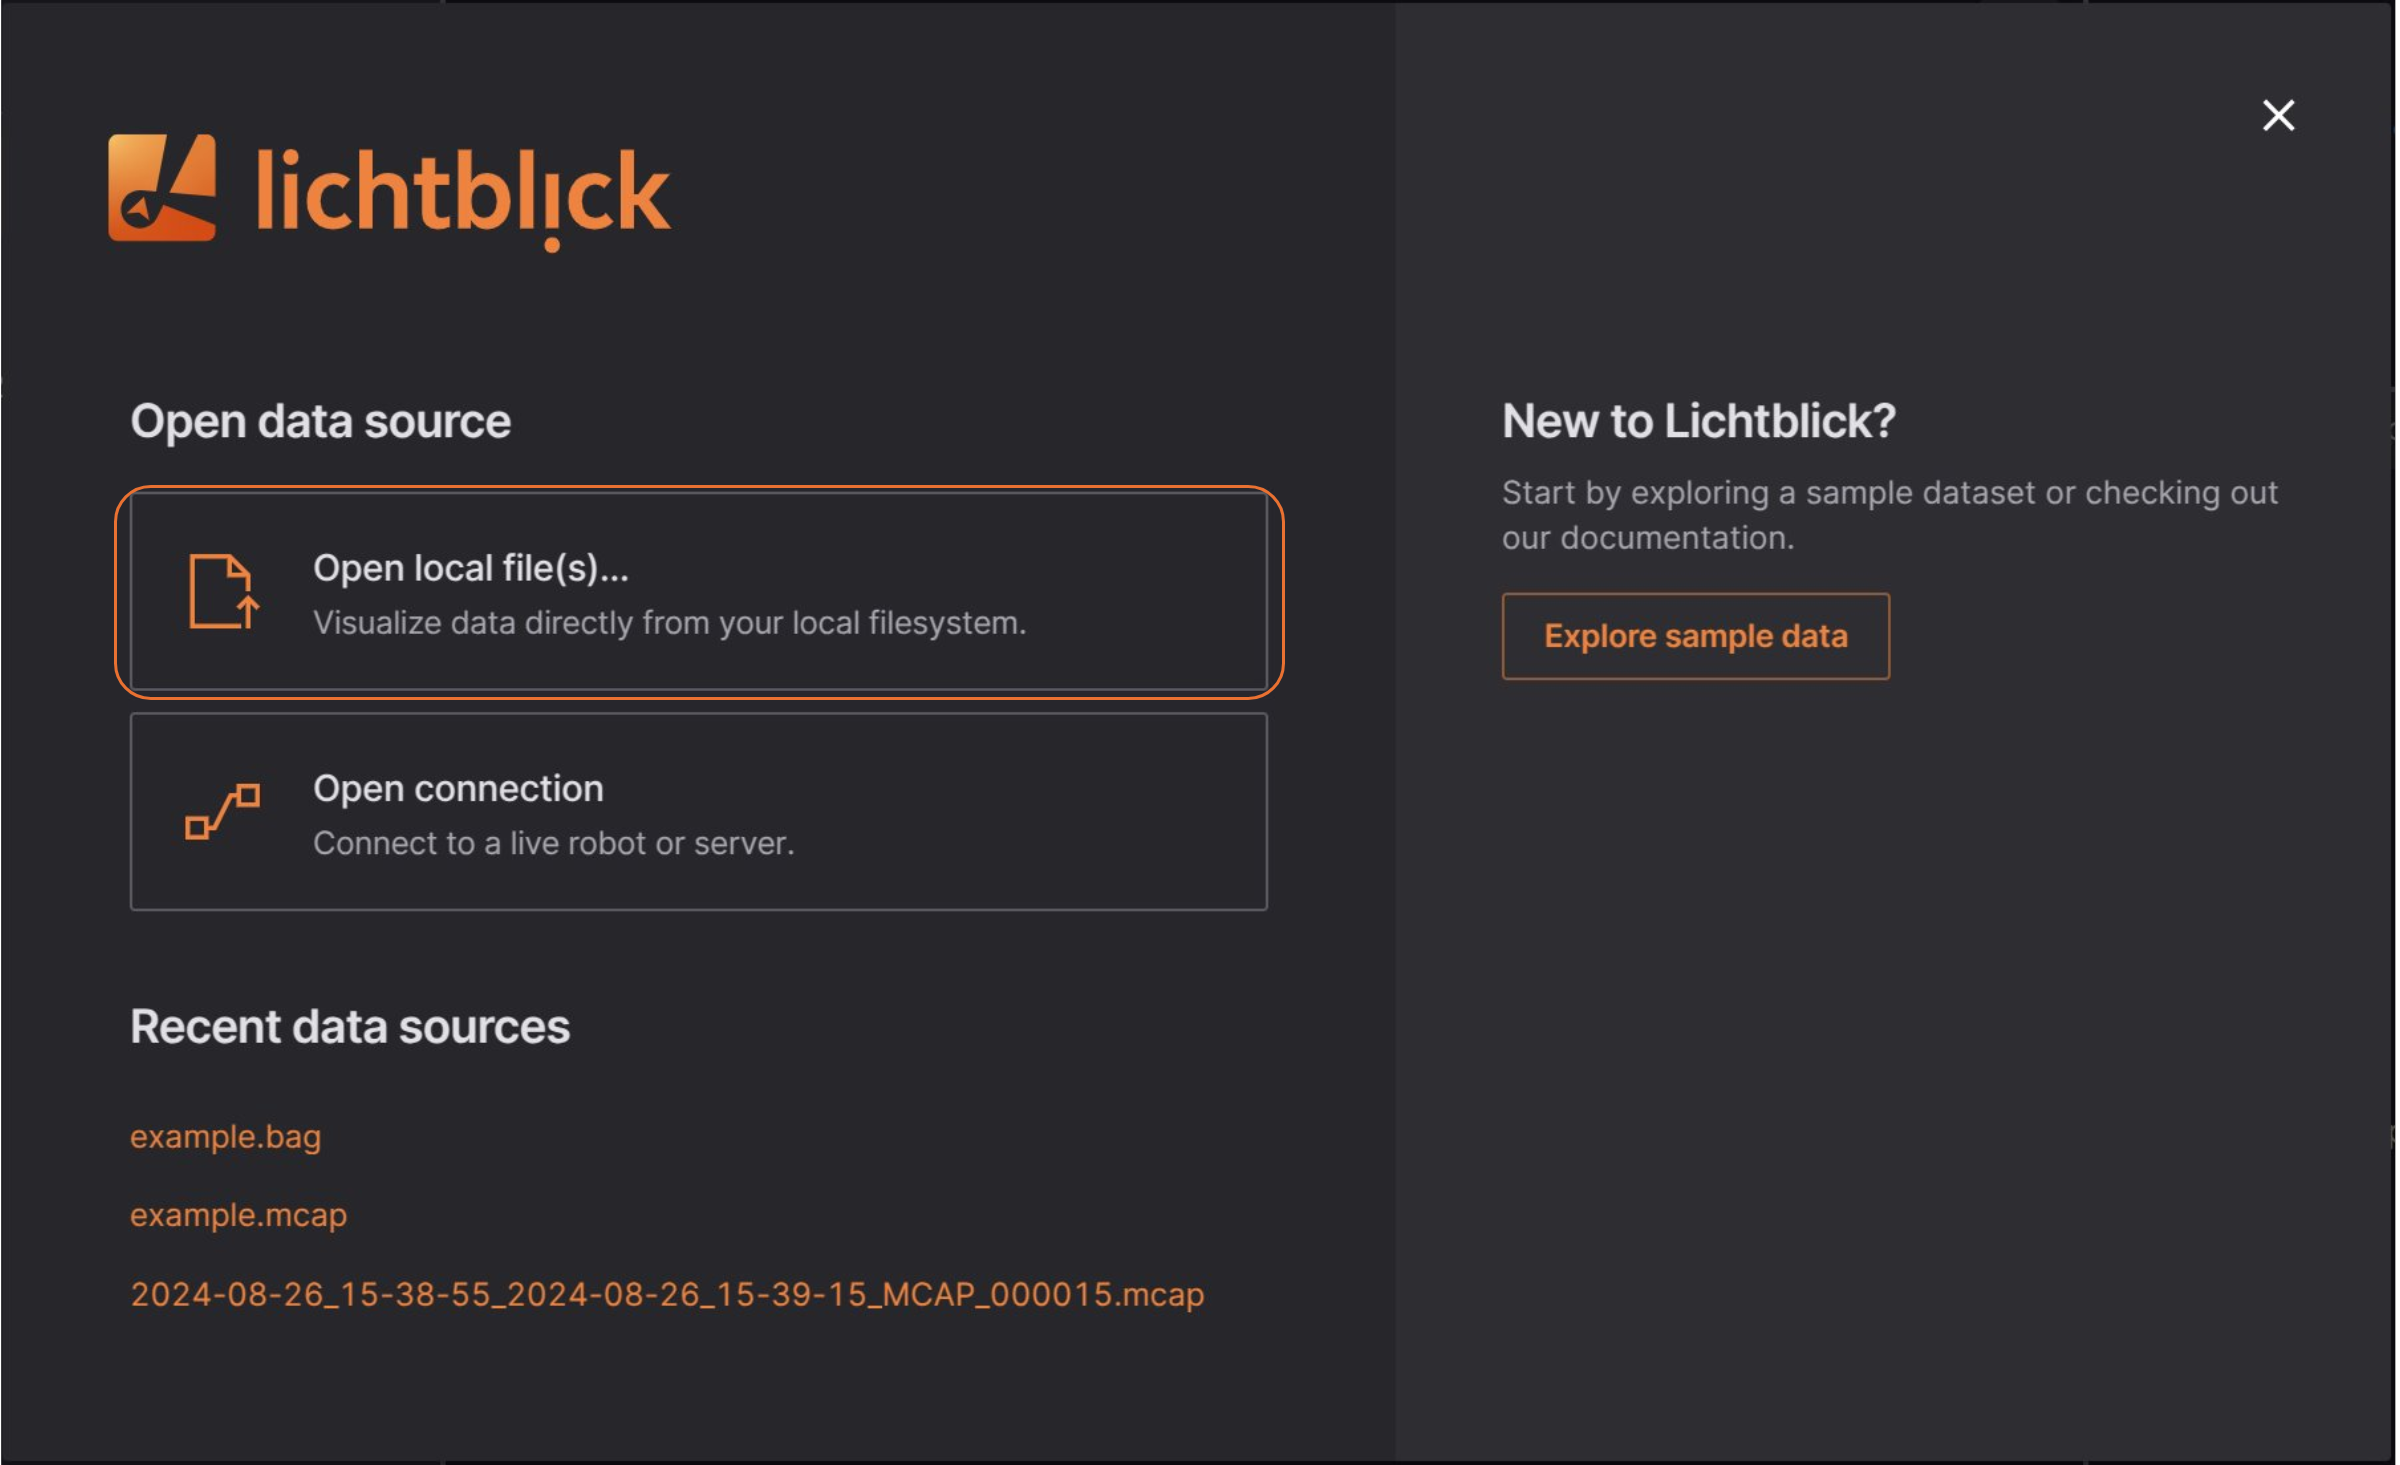 lichtblick
Open data source
Open local file(s)...
Visualize data directly from your local filesystem.
Open connection
Connect to a live robot or server.
Recent data sources
example.bag
example.mcap
2024-08-26_15-38-55_2024-08-26_15-39-15_MCAP_000015.mcap
New to Lichtblick?
Start by exploring a sample dataset or checking out
our documentation.
Explore sample data